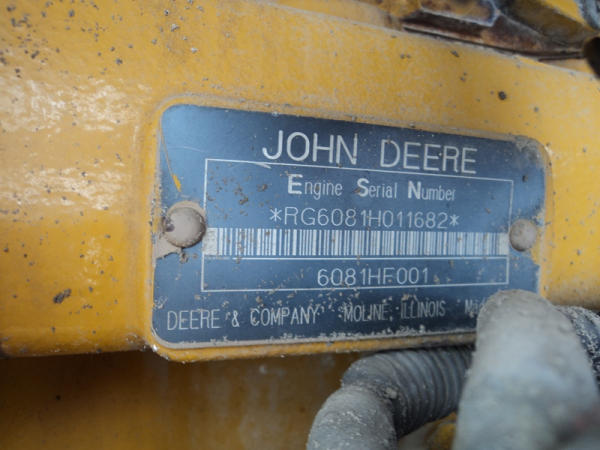 JOHN DEERE
Engine Serial Number
*RG6081H011682*
6081HF001
DEERE & COMPANY MOLINE, ILLINOIS